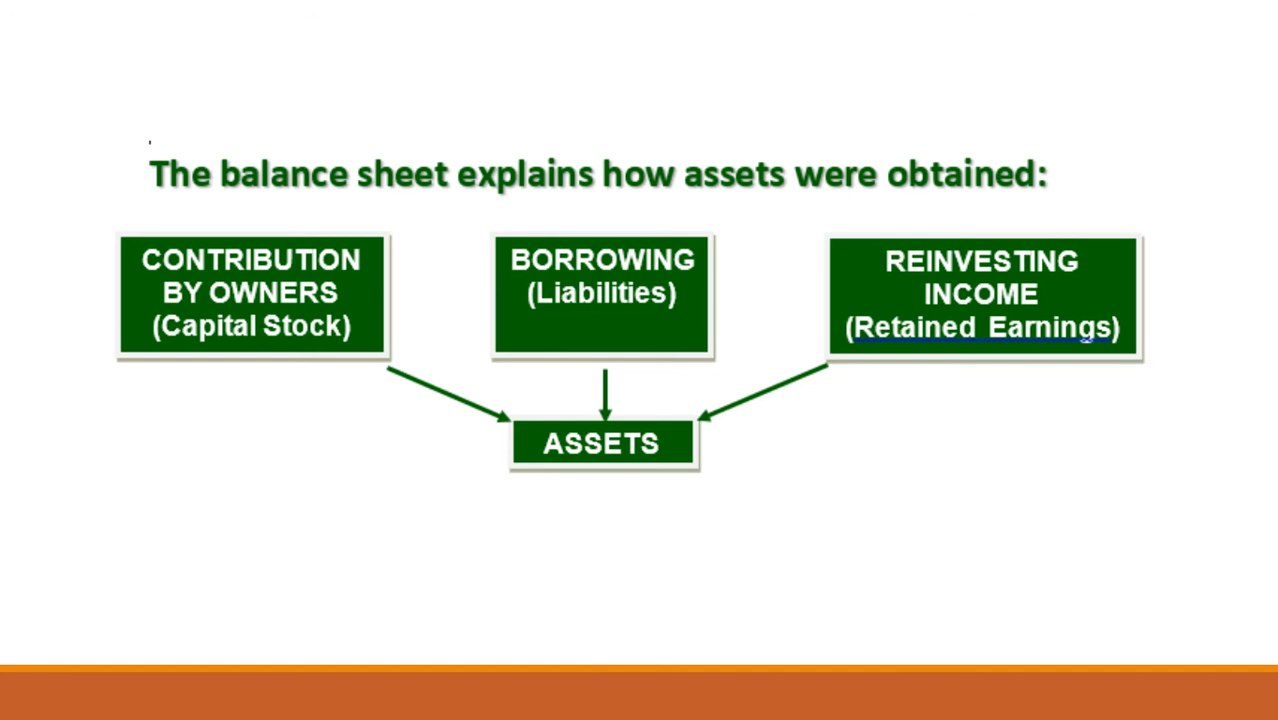 The balance sheet explains how assets were obtained:
CONTRIBUTION
BY OWNERS
(Capital Stock)
BORROWING
(Liabilities)
REINVESTING
INCOME
(Retained Earnings)
ASSETS